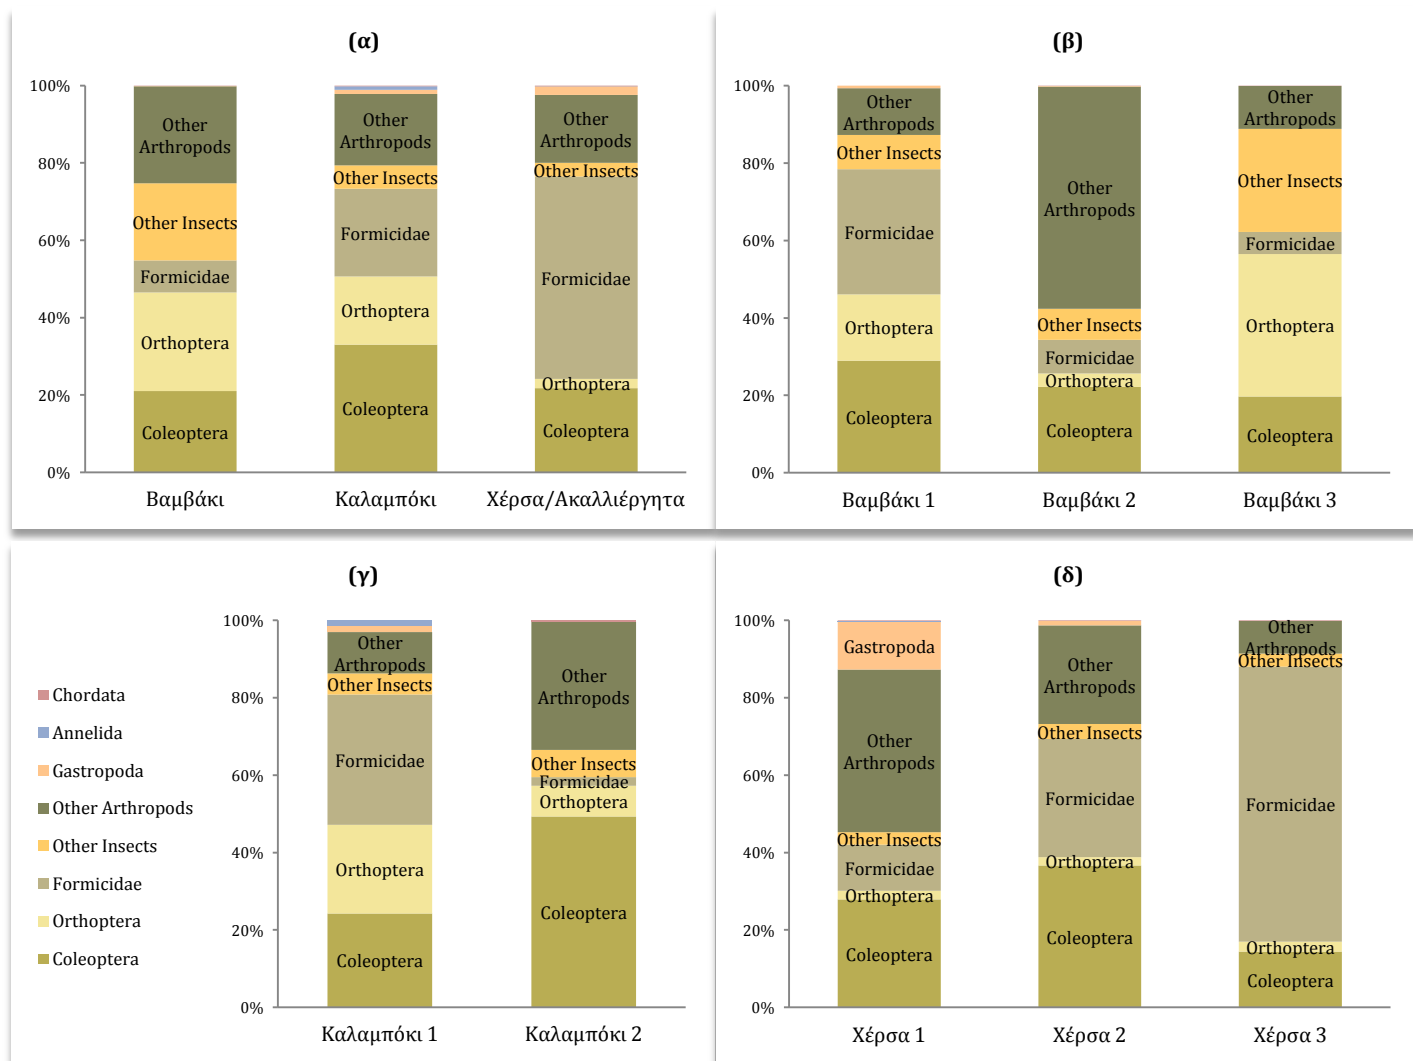 (α)
100%
80%
60%
40%
20%
0%
Other
Arthropods
Other Insects
Formicidae
Orthoptera
Coleoptera
Other
Arthropods
Other Insects
Formicidae
Orthoptera
Coleoptera
Other
Arthropods
Other Insects
Formicidae
Orthoptera
Coleoptera
Βαμβάκι
Καλαμπόκι
Χέρσα/Ακαλλιέργητα
(β)
100%
80%
60%
40%
20%
0%
Other
Arthropods
Other Insects
Formicidae
Orthoptera
Coleoptera
Other
Arthropods
Other Insects
Formicidae
Orthoptera
Coleoptera
Other
Arthropods
Other Insects
Formicidae
Orthoptera
Coleoptera
Βαμβάκι 1
Βαμβάκι 2
Βαμβάκι 3
(γ)
Chordata
Annelida
Gastropoda
Other Arthropods
Other Insects
Formicidae
Orthoptera
Coleoptera
100%
80%
60%
40%
20%
0%
Other
Arthropods
Other Insects
Formicidae
Orthoptera
Coleoptera
Other
Arthropods
Other Insects
Formicidae
Orthoptera
Coleoptera
Καλαμπόκι 1
Καλαμπόκι 2
(δ)
100%
80%
60%
40%
20%
0%
Gastropoda
Other
Arthropods
Other Insects
Formicidae
Orthoptera
Coleoptera
Other
Arthropods
Other Insects
Formicidae
Orthoptera
Coleoptera
Other
Arthropods
Other Insects
Formicidae
Orthoptera
Coleoptera
Χέρσα 1
Χέρσα 2
Χέρσα 3